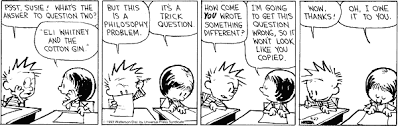 PSST, SUSIE! WHAT'S THE
ANSWER TO QUESTION TWO?
"ELI WHITNEY
AND THE
COTTON GIN."
BUT THIS
IS A
PHILOSOPHY
PROBLEM.
IT'S A
TRICK
QUESTION.
HOW COME
YOU WROTE
SOMETHING
DIFFERENT?
I'M GOING
TO GET THIS
QUESTION
WRONG, SO IT
WON'T LOOK
LIKE YOU
COPIED.
WOW,
THANKS!
OH, I OWE
IT TO YOU.